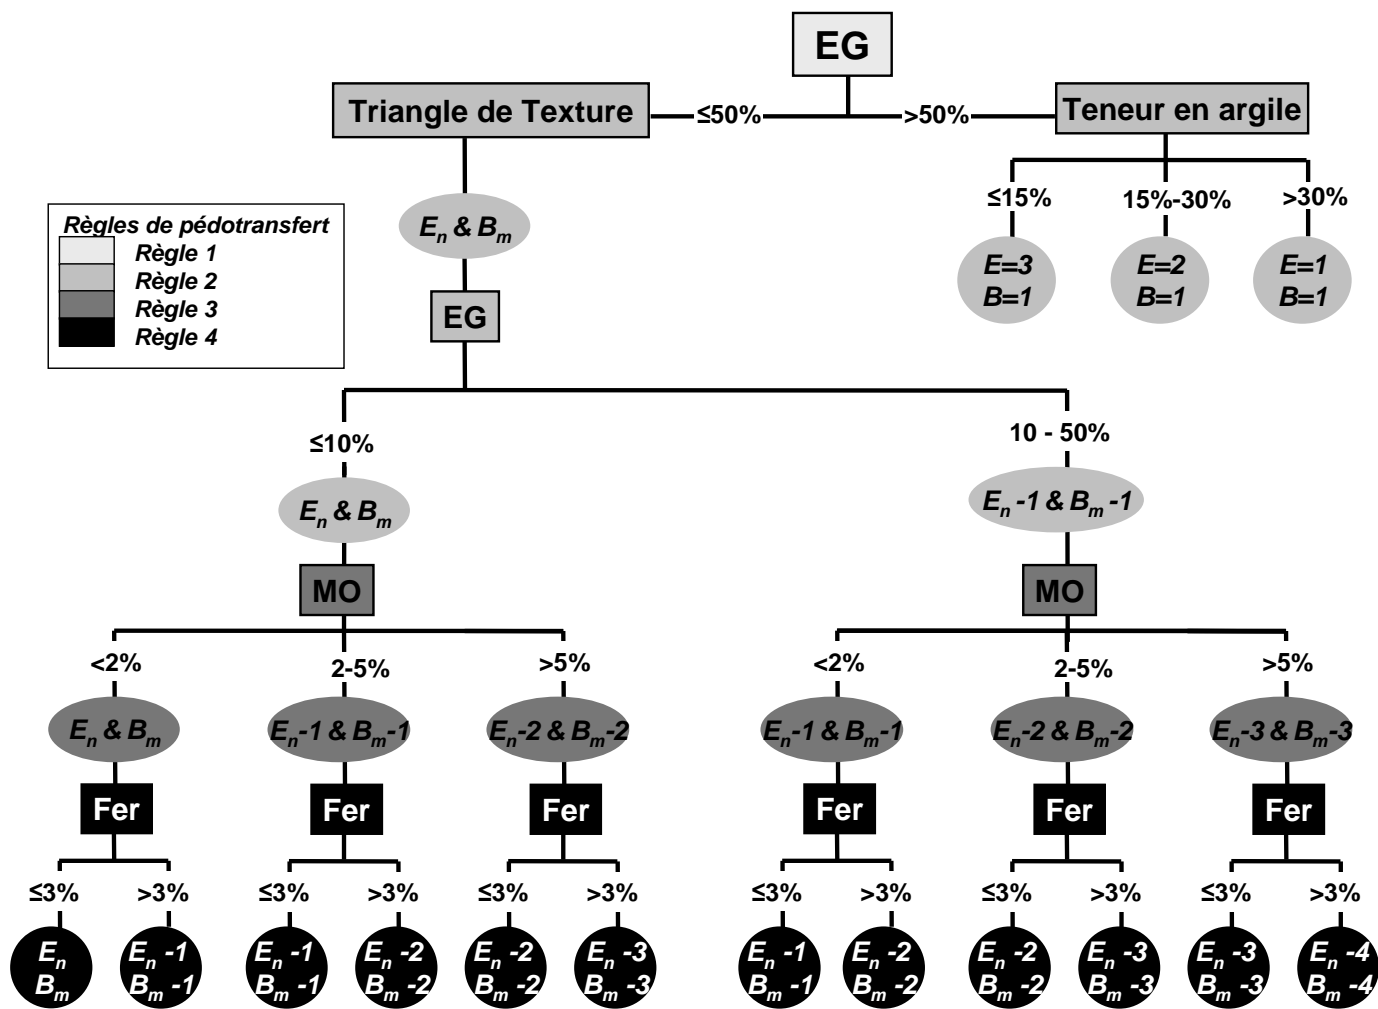 EG
Triangle de Texture
≤50%
>50%
Teneur en argile
≤15%
15%-30%
>30%
E=3
B=1
E=2
B=1
E=1
B=1
Règles de pédotransfert
Règle 1
Règle 2
Règle 3
Règle 4
En & Bm
EG
≤10%
10 - 50%
En & Bm
En -1 & Bm -1
MO
MO
<2%
2-5%
>5%
<2%
2-5%
>5%
En & Bm
En-1 & Bm-1
En-2 & Bm-2
En-1 & Bm-1
En-2 & Bm-2
En-3 & Bm-3
Fer
Fer
Fer
Fer
Fer
Fer
≤3%
>3%
≤3%
>3%
≤3%
>3%
≤3%
>3%
≤3%
>3%
≤3%
>3%
En
Bm
En -1
Bm -1
En -1
Bm -1
En -2
Bm -2
En -2
Bm -2
En -3
Bm -3
En -1
Bm -1
En -2
Bm -2
En -2
Bm -2
En -3
Bm -3
En -3
Bm -3
En -4
Bm -4